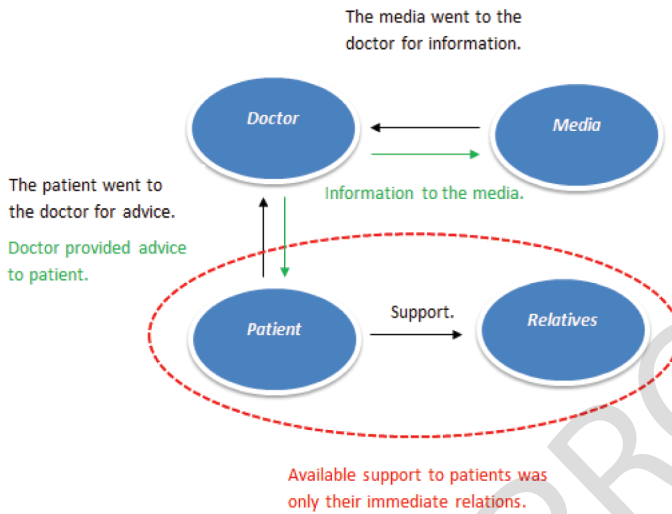 The media went to the
doctor for information.
Doctor
Media
The patient went to
the doctor for advice.
Information to the media.
Doctor provided advice
to patient.
Support.
Patient
Relatives
Available support to patients was
only their immediate relations.